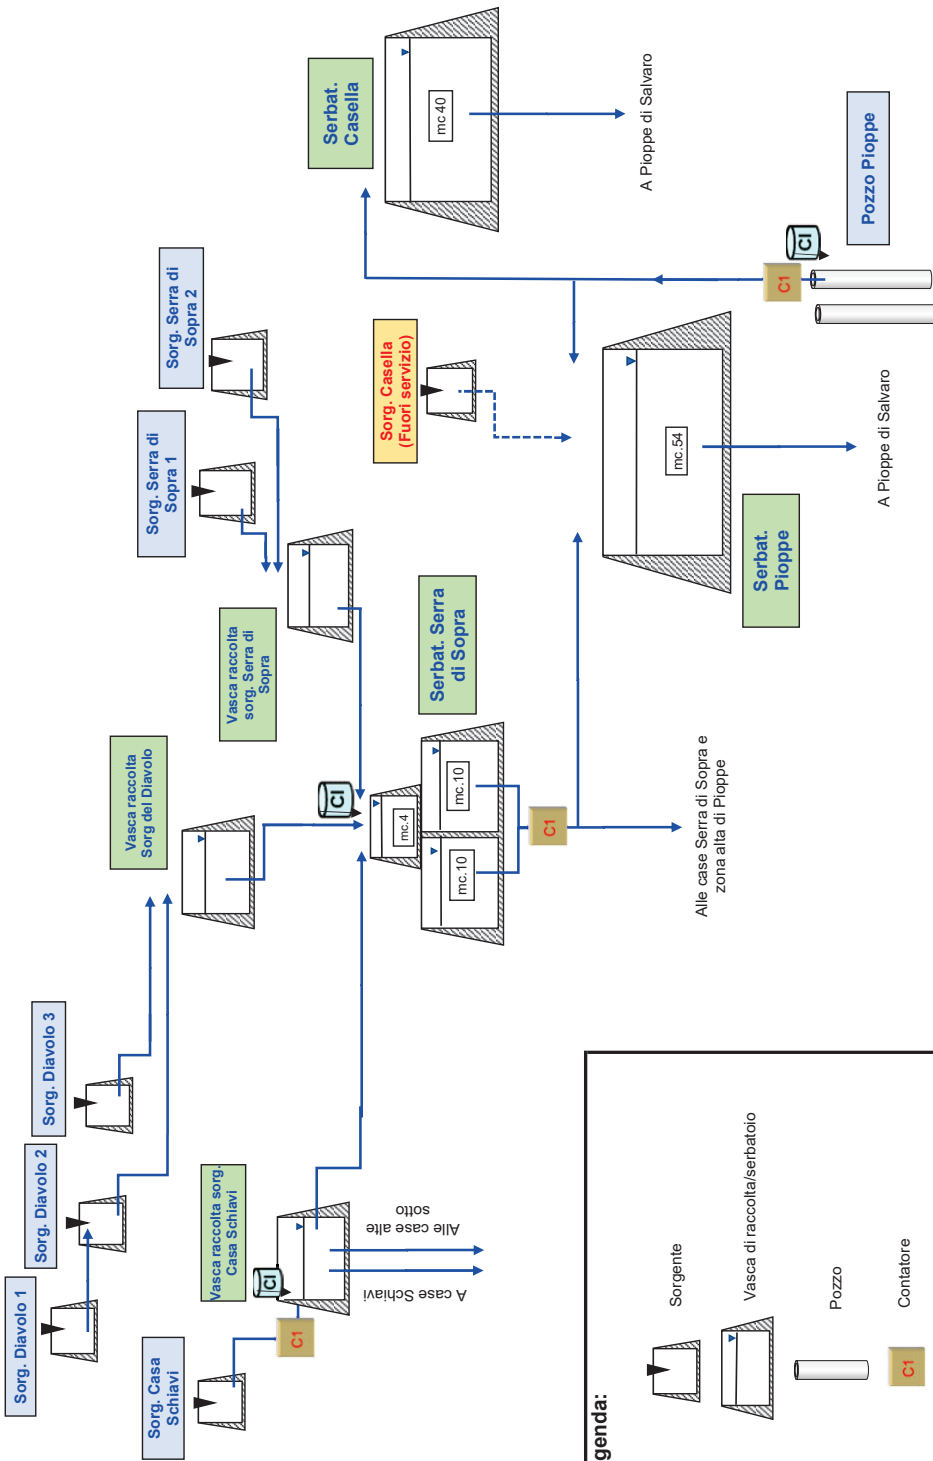 Sorg. Diavolo 1
Sorg. Diavolo 2
Sorg. Diavolo 3
Vasca raccolta
Sorg del Diavolo
Sorg. Serra di
Sopra 1
Sorg. Serra di
Sopra 2
Serbat.
Casella
mc 40
A Pioppe di Salvaro
Sorg. Casa
Schiavi
C1
Vasca raccolta sorg.
Casa Schiavi
Cl
A case Schiavi
Alle case alte
sotto
Vasca raccolta
sorg. Serra di
Sopra
Cl
mc.4
mc.10
mc.10
Serbat. Serra
di Sopra
C1
Alle case Serra di Sopra e
zona alta di Pioppe
Sorg. Casella
(Fuori servizio)
mc.54
Serbat.
Pioppe
A Pioppe di Salvaro
C1
Cl
Pozzo Pioppe
genda:
Sorgente
Vasca di raccolta/serbatoio
Pozzo
C1
Contatore